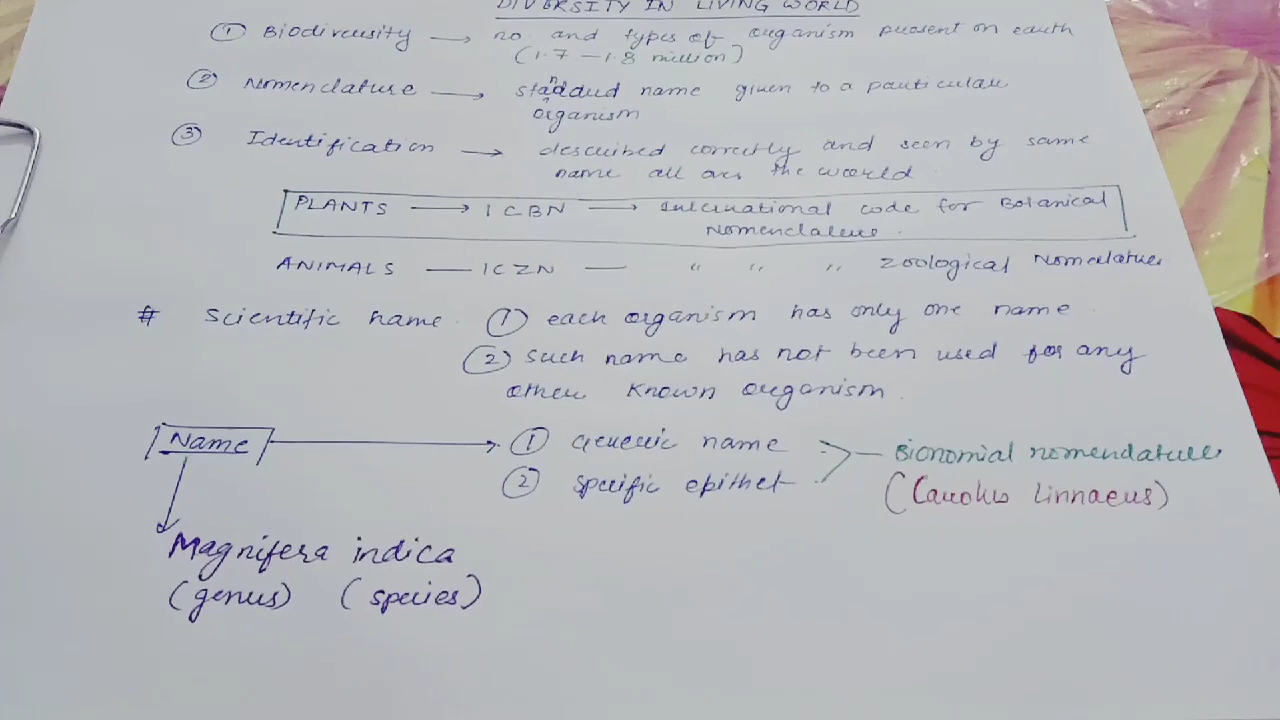 DIVERSITY IN LIVING WORLD
① Biodiversity → no and types of organism present on earth
(1.7 – 1.8 million)
② Nomenclature → standard name given to a particular
organism
③ Identification → described correctly and seen by same
name all over the world.
PLANTS → ICBN → International code for Botanical
Nomenclature.
ANIMALS — ICZN — " " " Zoological Nomenclature
# Scientific name. ① each organism has only one name.
② such name has not been used for any
other known organism.
Name → ① Generic name
② Specific epithet
Bionomial nomenclature
(Carolus linnaeus)
Magnifera indica
(genus) (species)